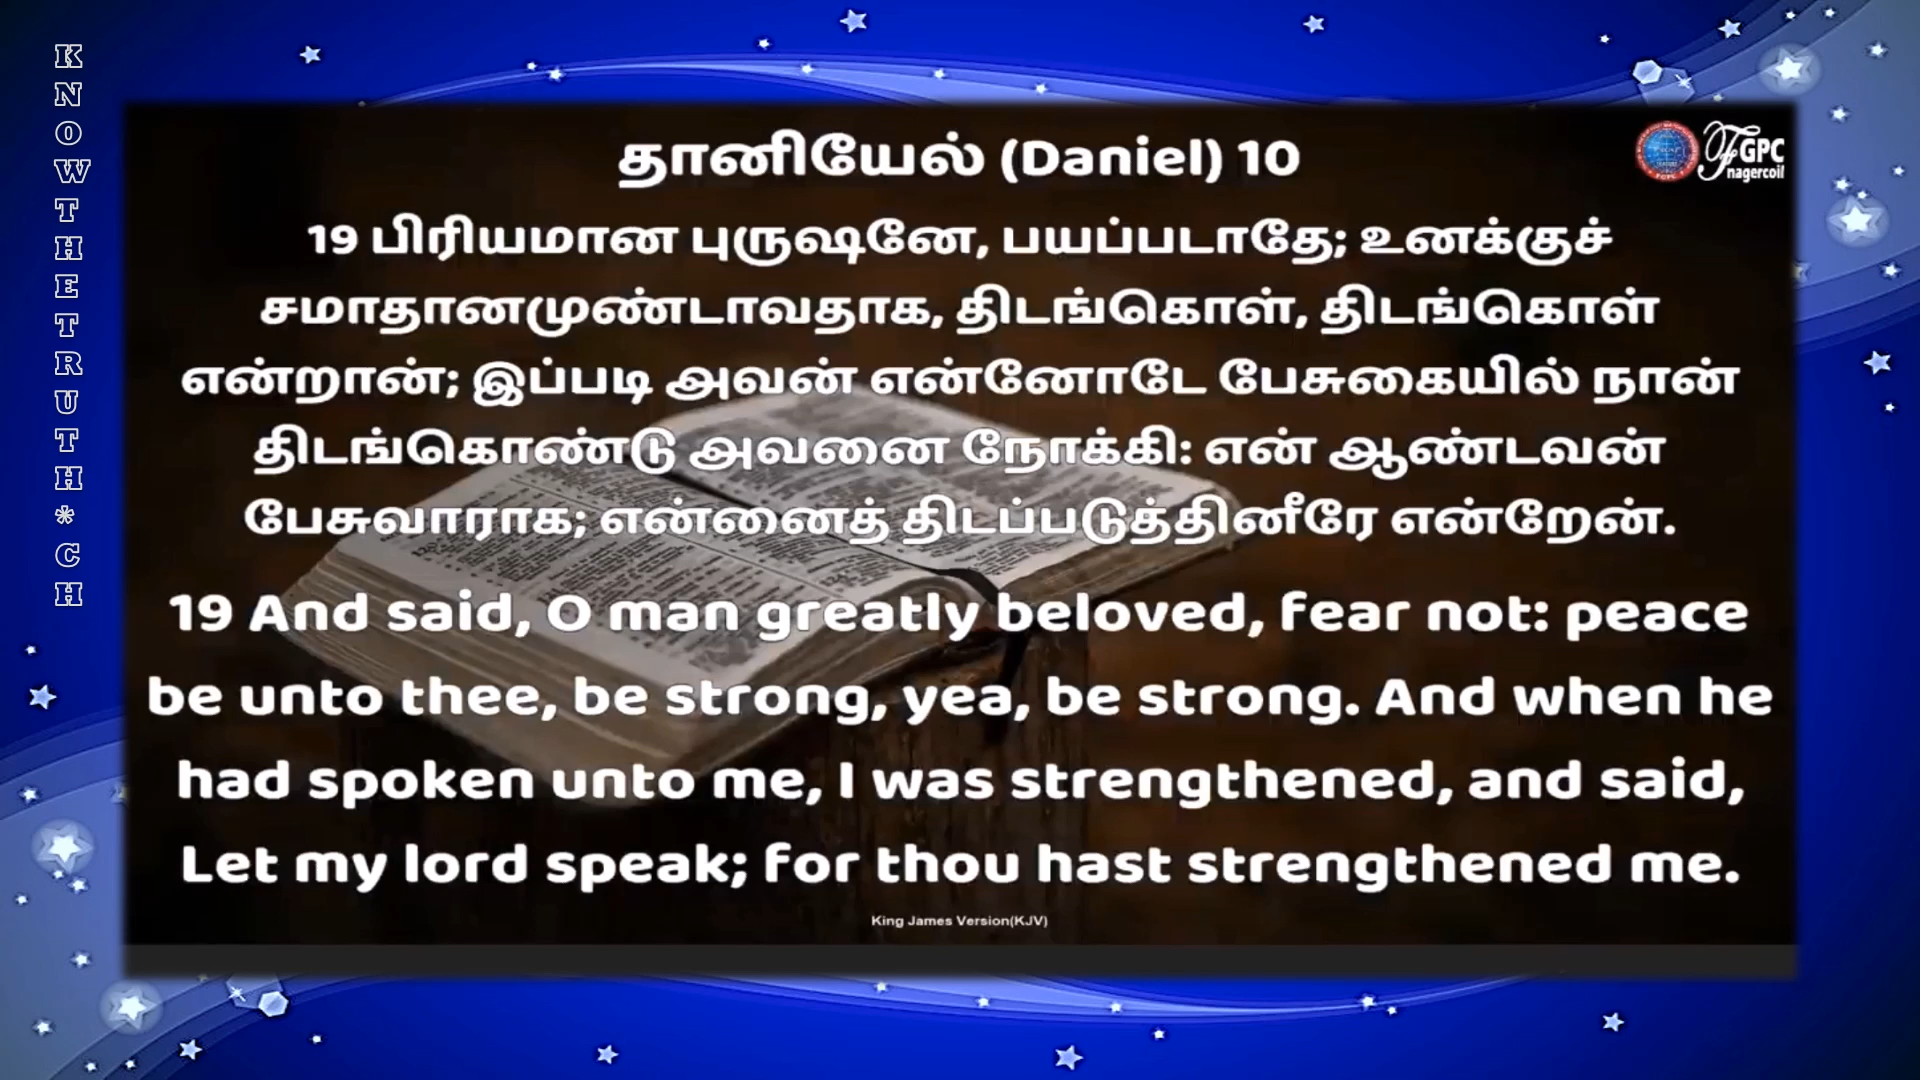 KNOWTHETRUTH*CH
தானியேல் (Daniel) 10
FGPC
nagercoil
19 பிரியமான புருஷனே, பயப்படாதே; உனக்குச்
சமாதானமுண்டாவதாக, திடங்கொள், திடங்கொள்
என்றான்; இப்படி அவன் என்னோடே பேசுகையில் நான்
திடங்கொண்டு அவனை நோக்கி: என் ஆண்டவன்
பேசுவாராக; என்னைத் திடப்படுத்தினீரே என்றேன்.
19 And said, O man greatly beloved, fear not: peace
be unto thee, be strong, yea, be strong. And when he
had spoken unto me, I was strengthened, and said,
Let my lord speak; for thou hast strengthened me.
King James Version(KJV)